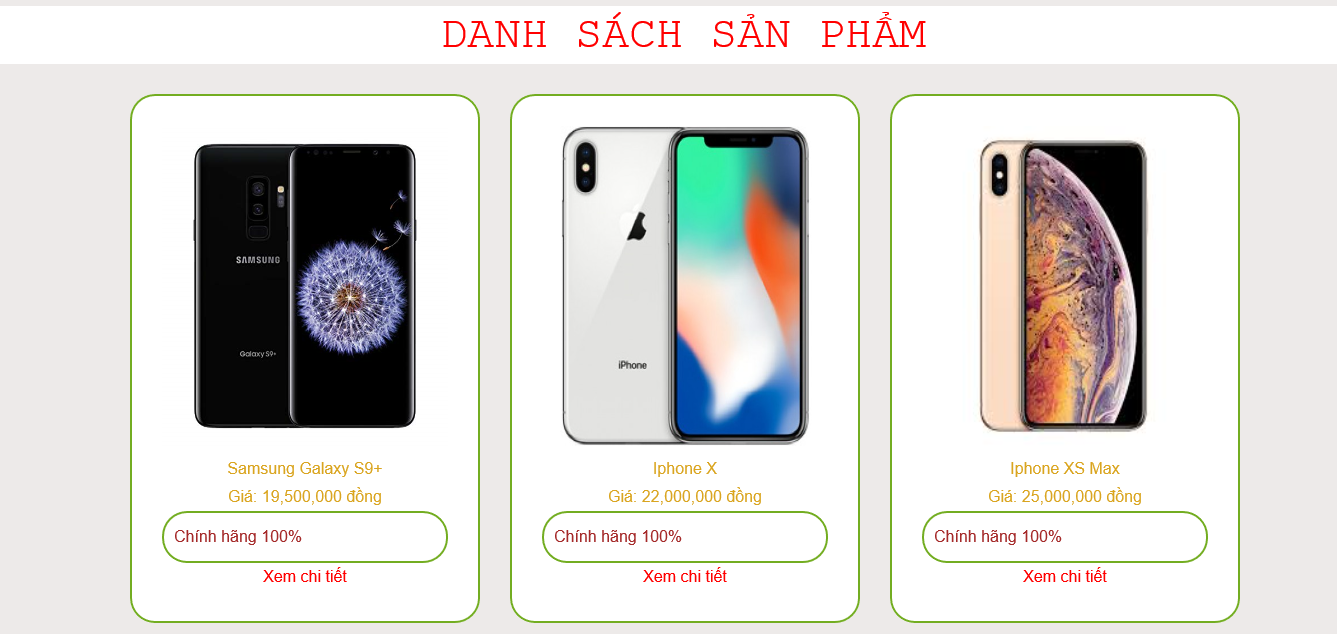 DANH SÁCH SẢN PHẨM
SAMSUNG
Galaxy S9+
iPhone
Samsung Galaxy S9+
Giá: 19,500,000 đồng
Chính hãng 100%
Xem chi tiết
Iphone X
Giá: 22,000,000 đồng
Chính hãng 100%
Xem chi tiết
Iphone XS Max
Giá: 25,000,000 đồng
Chính hãng 100%
Xem chi tiết